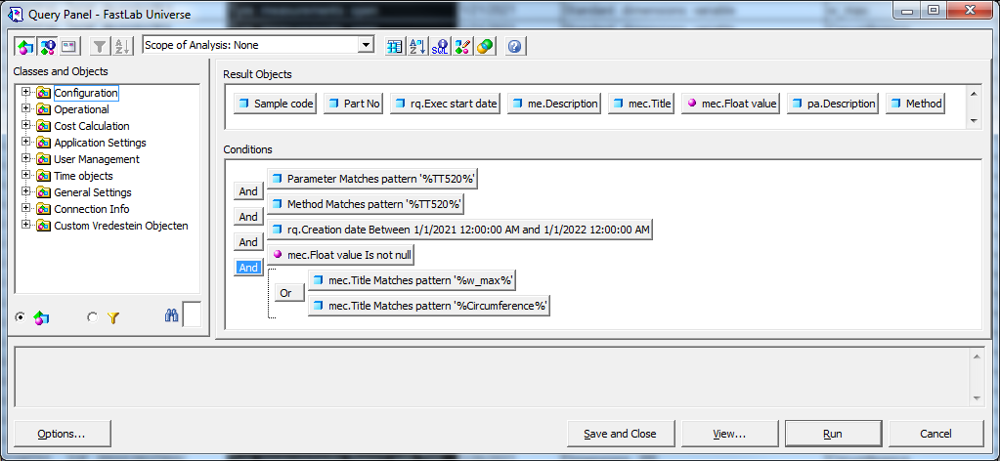 Query Panel - FastLab Universe
Scope of Analysis: None
SQL
Classes and Objects
Configuration
Operational
Cost Calculation
Application Settings
User Management
Time objects
General Settings
Connection Info
Custom Vredestein Objecten
Result Objects
Sample code Part No rq.Exec start date me.Description mec.Title mec.Float value pa.Description Method
Conditions
Parameter Matches pattern '%TT520%'
And
Method Matches pattern '%TT520%'
And
rq.Creation date Between 1/1/2021 12:00:00 AM and 1/1/2022 12:00:00 AM
And
mec.Float value Is not null
And
mec.Title Matches pattern '%w_max%'
Or
mec.Title Matches pattern '%Circumference%'
Options... Save and Close View... Run Cancel